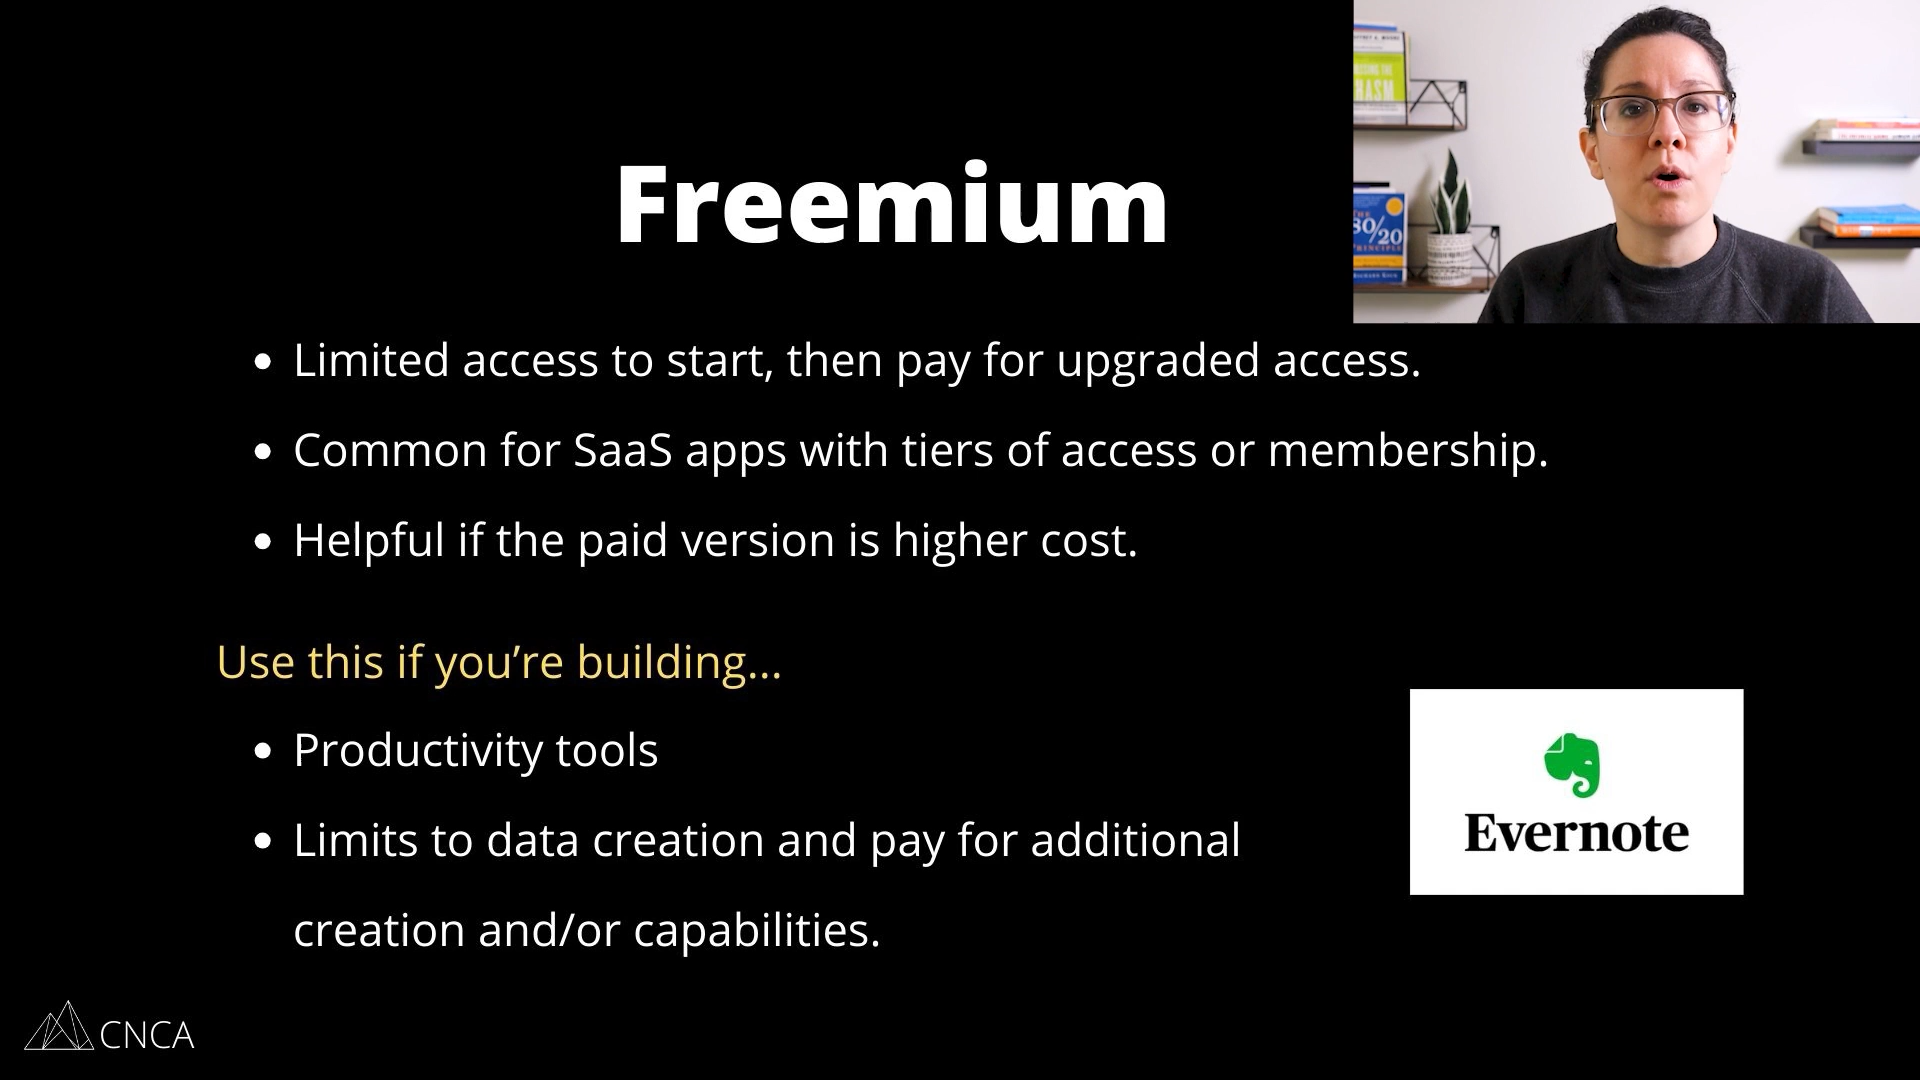 Freemium
Limited access to start, then pay for upgraded access.
Common for SaaS apps with tiers of access or membership.
Helpful if the paid version is higher cost.
Use this if you’re building...
Productivity tools
Limits to data creation and pay for additional
creation and/or capabilities.
Evernote
CNCA
HASM
80/20
PRINCIPLE